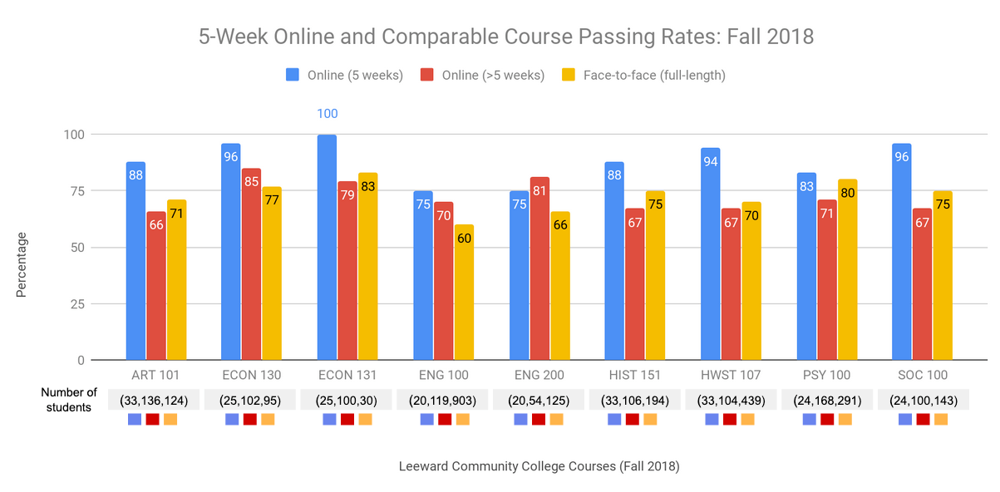 5-Week Online and Comparable Course Passing Rates: Fall 2018
Online (5 weeks) Online (>5 weeks) Face-to-face (full-length)
100
100
75
50
25
0
Percentage
88 66 71
96 85 77
79 83
75 70 60
75 81 66
88 67 75
94 67 70
83 71 80
96 67 75
ART 101 ECON 130 ECON 131 ENG 100 ENG 200 HIST 151 HWST 107 PSY 100 SOC 100
Number of
students
(33,136,124) (25,102,95) (25,100,30) (20,119,903) (20,54,125) (33,106,194) (33,104,439) (24,168,291) (24,100,143)
Leeward Community College Courses (Fall 2018)